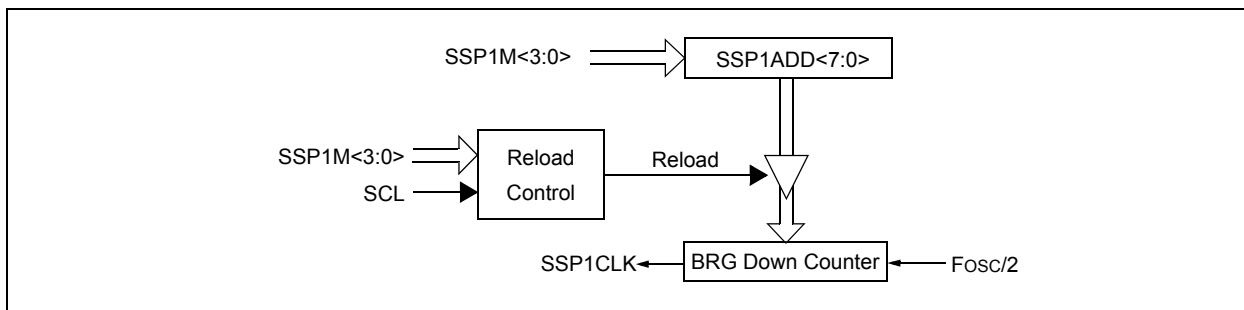 SSP1M<3:0>
SSP1ADD<7:0>
SSP1M<3:0>
SCL
Reload
Control
Reload
SSP1CLK
BRG Down Counter
FOSC/2